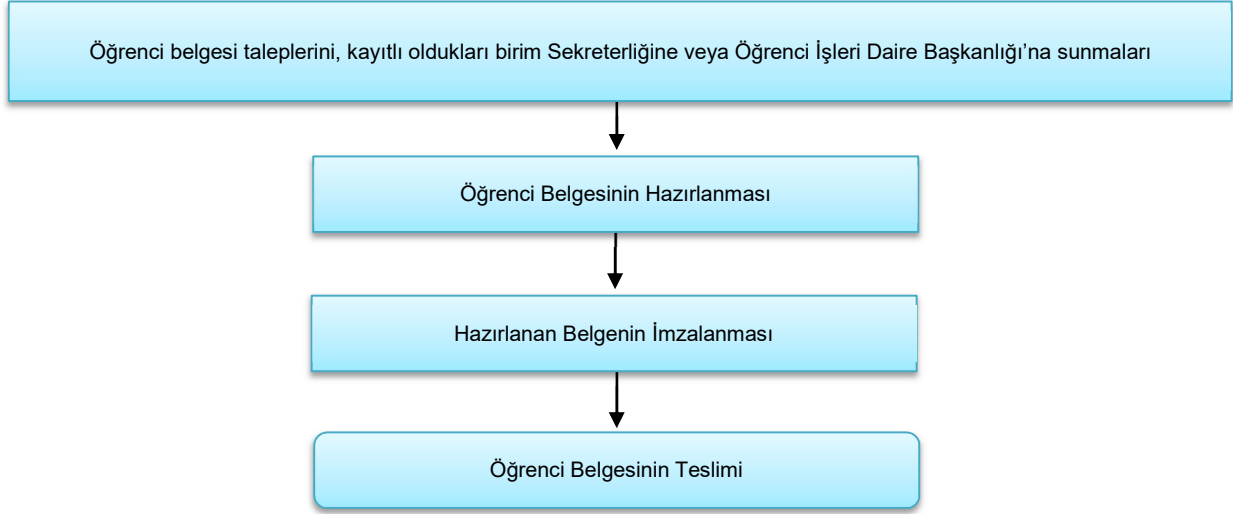 Öğrenci belgesi taleplerini, kayıtlı oldukları birim Sekreterliğine veya Öğrenci İşleri Daire Başkanlığı’na sunmaları
Öğrenci Belgesinin Hazırlanması
Hazırlanan Belgenin İmzalanması
Öğrenci Belgesinin Teslimi